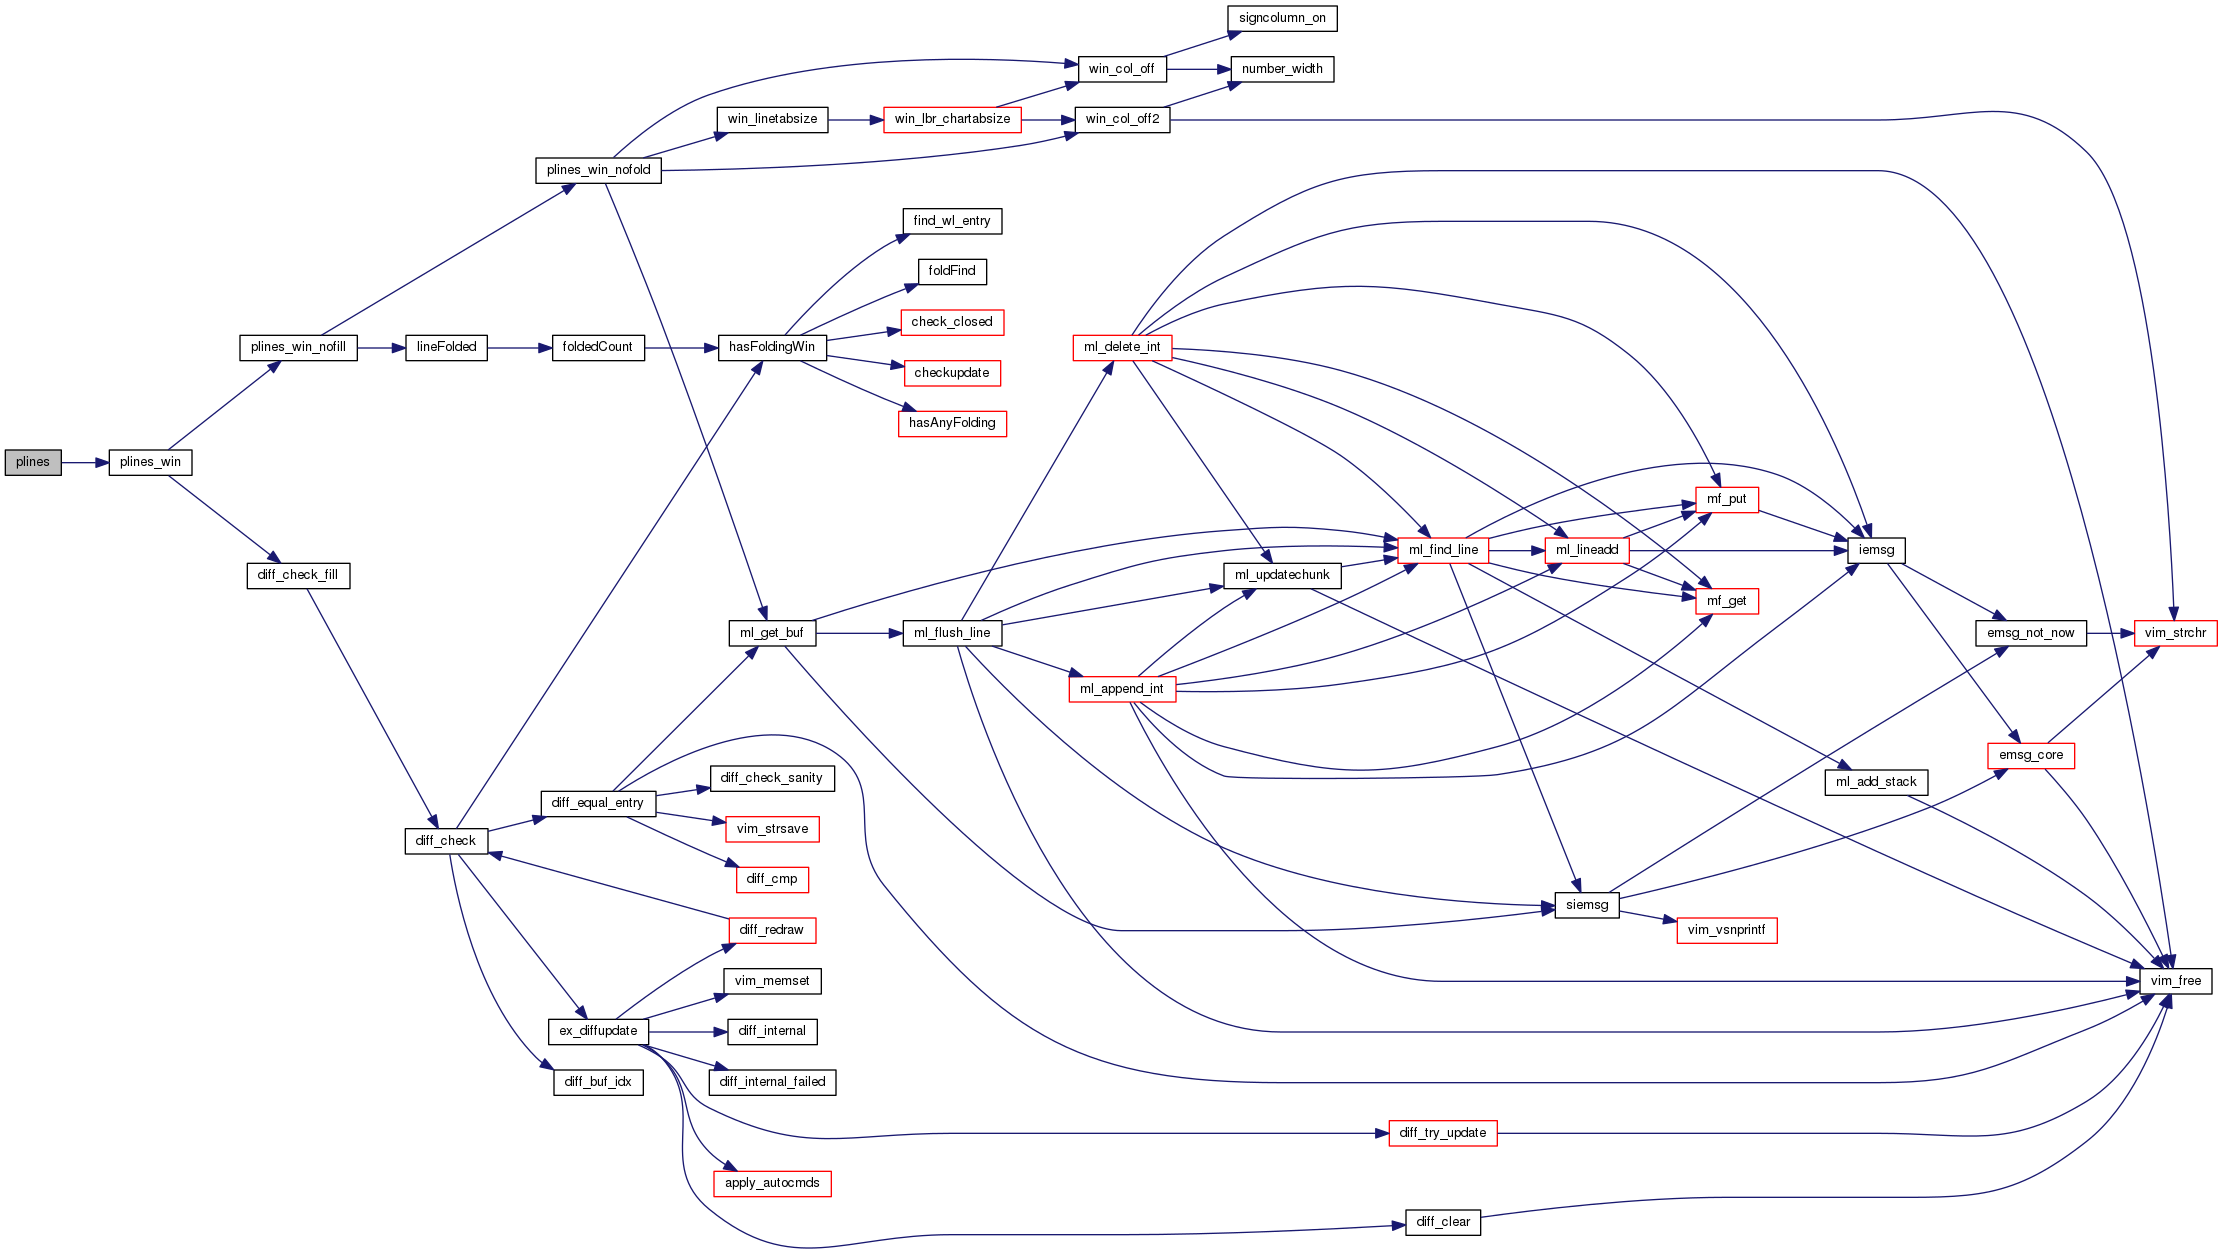 signcolumn_on
win_col_off
number_width
win_linetabsize
win_lbr_chartabsize
win_col_off2
plines_win_nofold
find_wl_entry
foldFind
check_closed
plines_win_nofill
lineFolded
foldedCount
hasFoldingWin
ml_delete_int
checkupdate
hasAnyFolding
plines
plines_win
mf_put
ml_find_line
ml_lineadd
iemsg
diff_check_fill
ml_updatechunk
mf_get
ml_get_buf
ml_flush_line
emsg_not_now
vim_strchr
ml_append_int
emsg_core
diff_check_sanity
ml_add_stack
diff_equal_entry
vim_strsave
diff_check
diff_cmp
siemsg
diff_redraw
vim_vsnprintf
vim_memset
vim_free
ex_diffupdate
diff_internal
diff_buf_idx
diff_internal_failed
diff_try_update
apply_autocmds
diff_clear